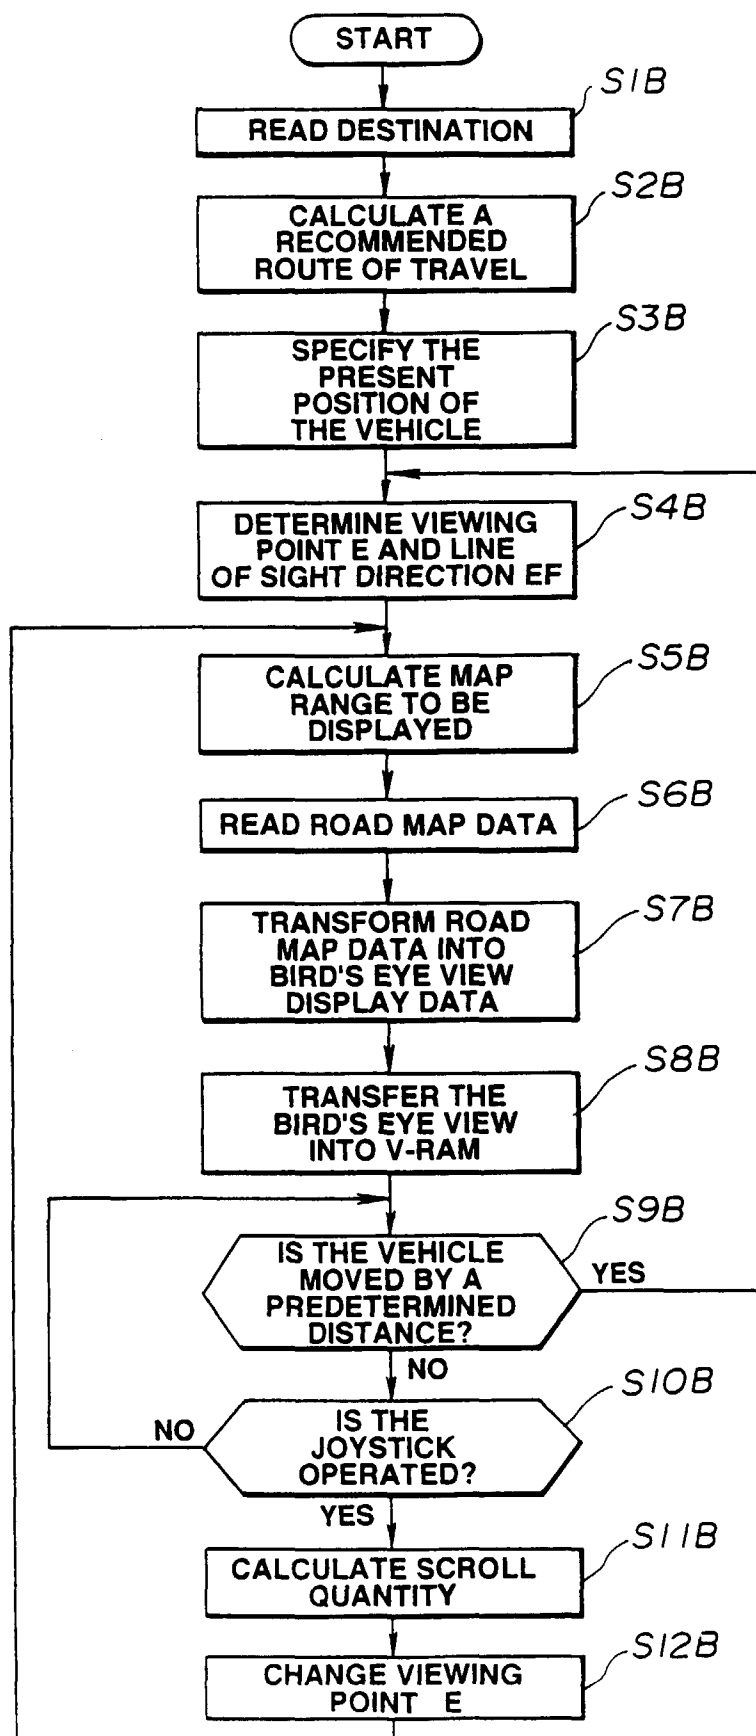 START
S1B
READ DESTINATION
S2B
CALCULATE A
RECOMMENDED
ROUTE OF TRAVEL
S3B
SPECIFY THE
PRESENT
POSITION OF
THE VEHICLE
S4B
DETERMINE VIEWING
POINT E AND LINE
OF SIGHT DIRECTION EF
S5B
CALCULATE MAP
RANGE TO BE
DISPLAYED
S6B
READ ROAD MAP DATA
S7B
TRANSFORM ROAD
MAP DATA INTO
BIRD'S EYE VIEW
DISPLAY DATA
S8B
TRANSFER THE
BIRD'S EYE VIEW
INTO V-RAM
S9B
IS THE VEHICLE
MOVED BY A
PREDETERMINED
DISTANCE?
YES
NO
S10B
IS THE
JOYSTICK
OPERATED?
NO
YES
S11B
CALCULATE SCROLL
QUANTITY
S12B
CHANGE VIEWING
POINT E